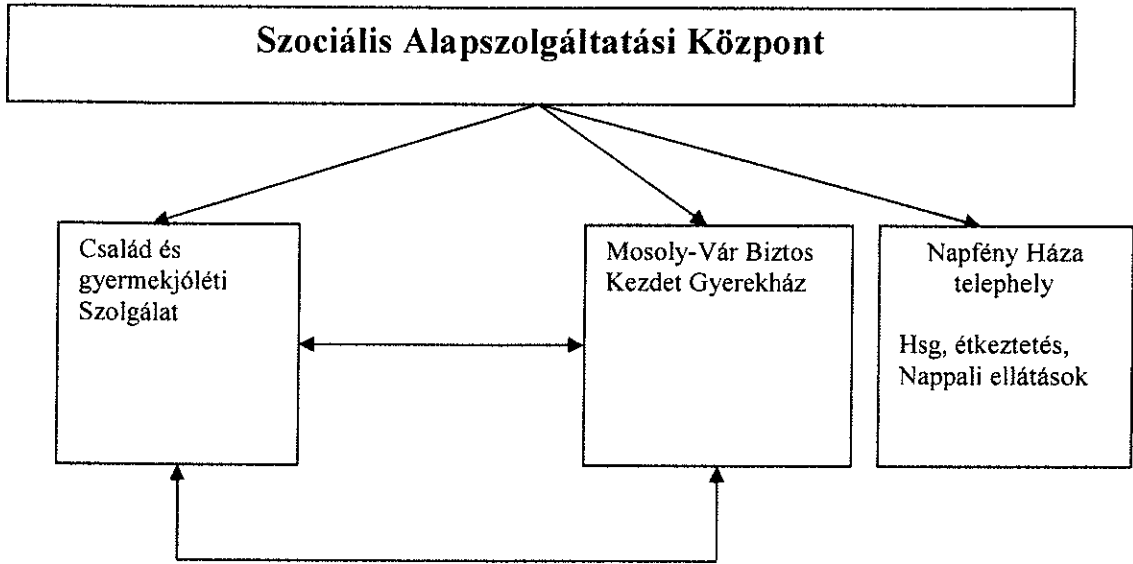 Szociális Alapszolgáltatási Központ
Család és
gyermekjóléti
Szolgálat
Mosoly-Vár Biztos
Kezdet Gyerekház
Napfény Háza
telephely
Hsg, étkeztetés,
Nappali ellátások